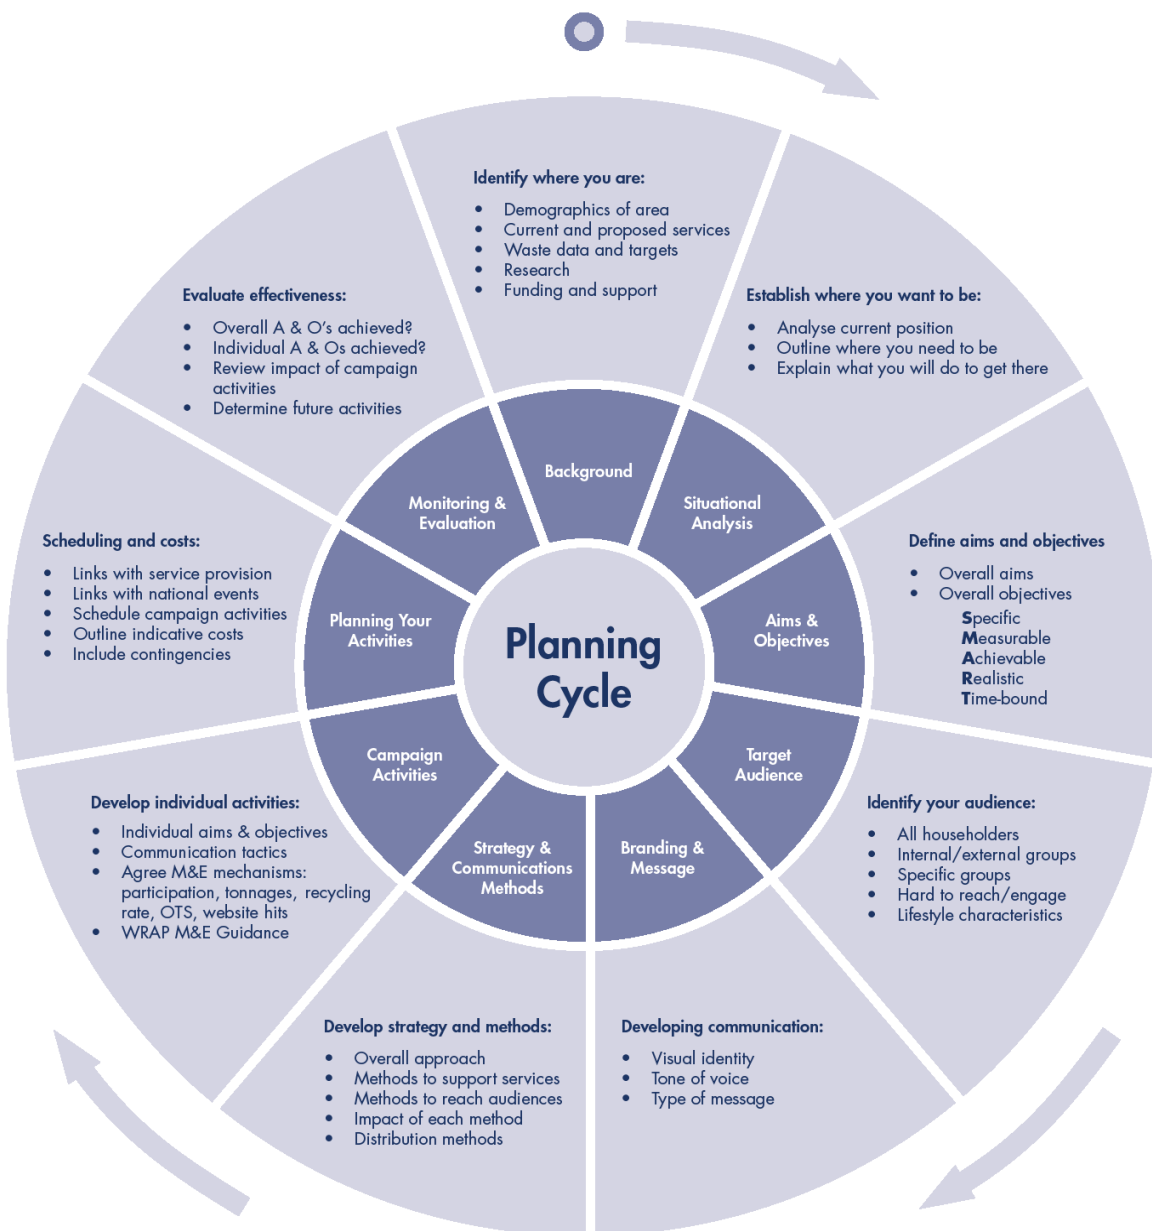 Identify where you are:
• Demographics of area
• Current and proposed services
• Waste data and targets
• Research
• Funding and support
Establish where you want to be:
• Analyse current position
• Outline where you need to be
• Explain what you will do to get there
Define aims and objectives
• Overall aims
• Overall objectives
Specific
Measurable
Achievable
Realistic
Time-bound
Identify your audience:
• All householders
• Internal/external groups
• Specific groups
• Hard to reach/engage
• Lifestyle characteristics
Developing communication:
• Visual identity
• Tone of voice
• Type of message
Develop strategy and methods:
• Overall approach
• Methods to support services
• Methods to reach audiences
• Impact of each method
• Distribution methods
Develop individual activities:
• Individual aims & objectives
• Communication tactics
• Agree M&E mechanisms:
participation, tonnages, recycling
rate, OTS, website hits
• WRAP M&E Guidance
Scheduling and costs:
• Links with service provision
• Links with national events
• Schedule campaign activities
• Outline indicative costs
• Include contingencies
Evaluate effectiveness:
• Overall A & O's achieved?
• Individual A & Os achieved?
• Review impact of campaign
activities
• Determine future activities
Background
Situational
Analysis
Aims &
Objectives
Target
Audience
Branding &
Message
Strategy &
Communications
Methods
Campaign
Activities
Planning Your
Activities
Monitoring &
Evaluation
Planning
Cycle